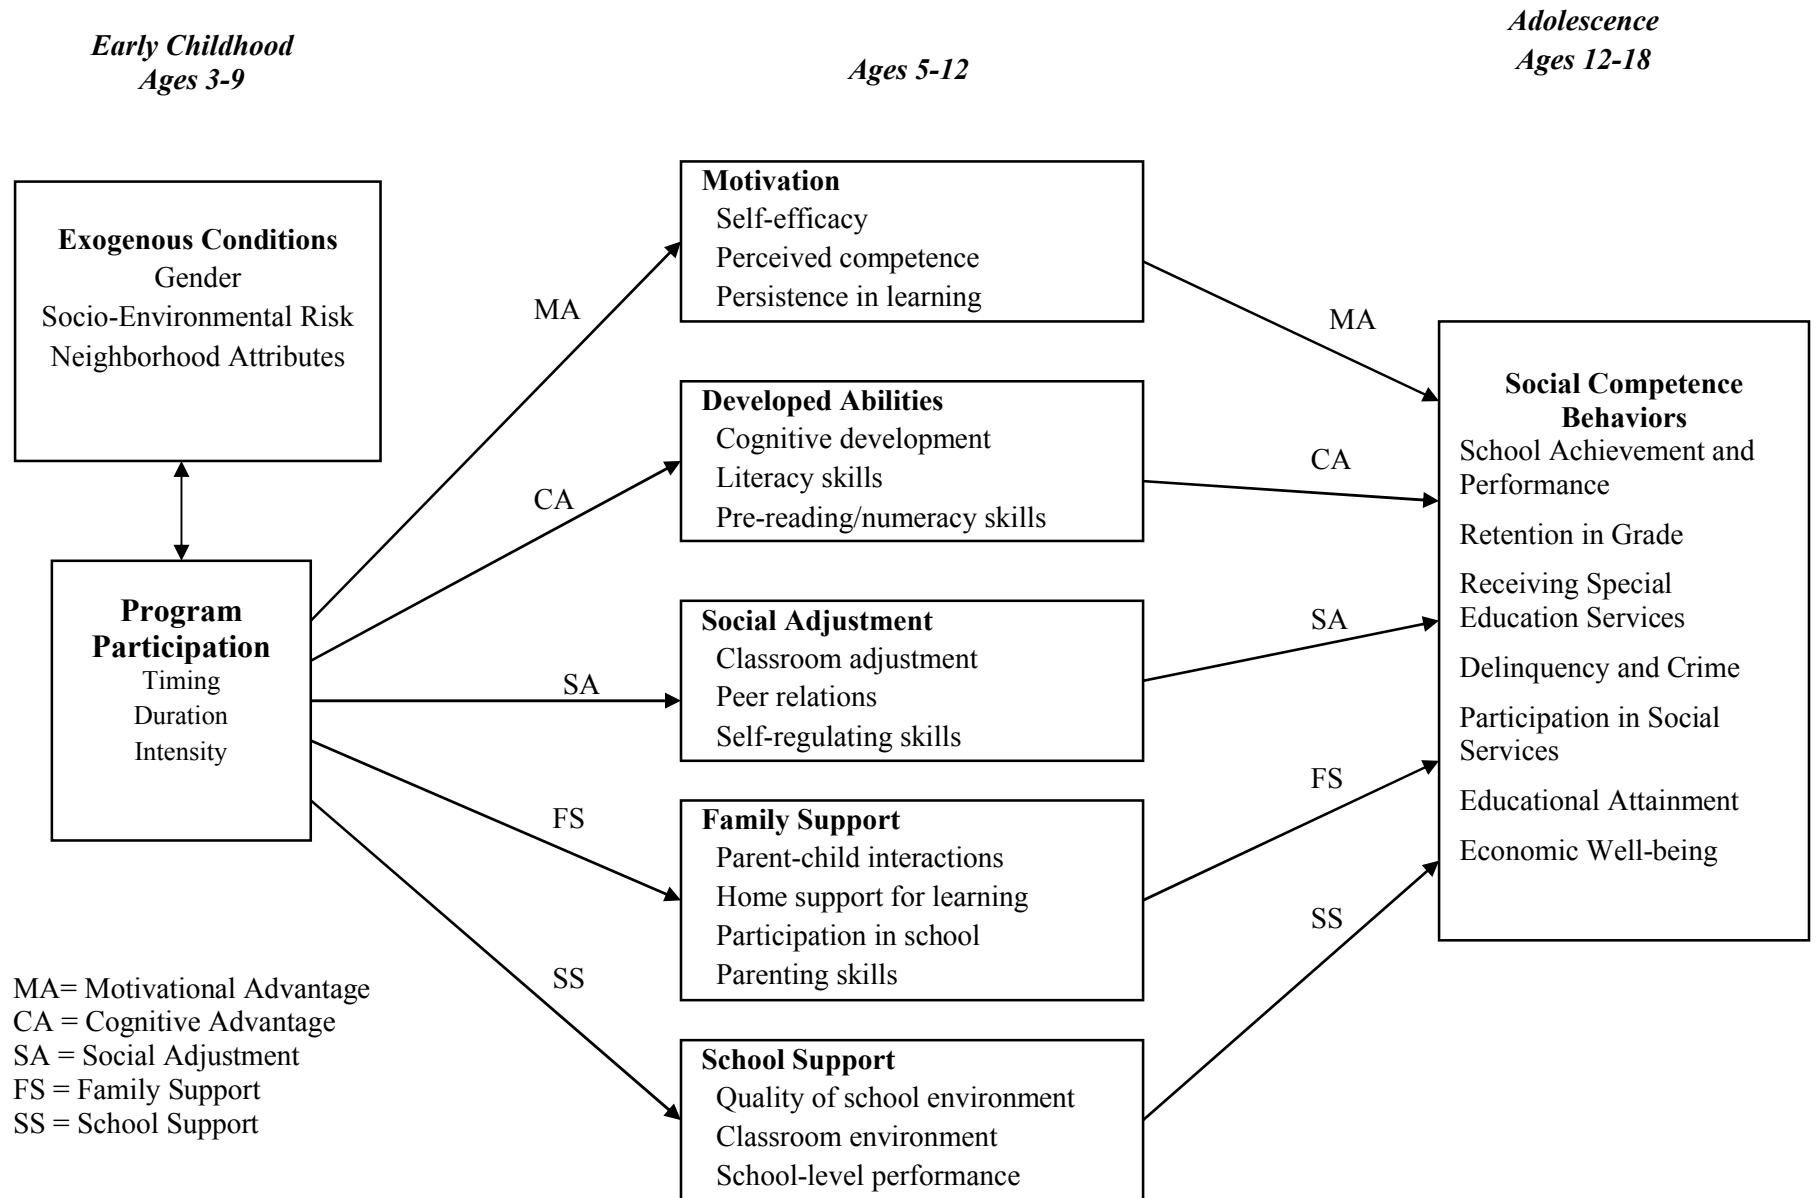 Early Childhood
Ages 3-9
Ages 5-12
Adolescence
Ages 12-18
Exogenous Conditions
Gender
Socio-Environmental Risk
Neighborhood Attributes
Program
Participation
Timing
Duration
Intensity
MA
CA
SA
FS
SS
Motivation
Self-efficacy
Perceived competence
Persistence in learning
Developed Abilities
Cognitive development
Literacy skills
Pre-reading/numeracy skills
Social Adjustment
Classroom adjustment
Peer relations
Self-regulating skills
Family Support
Parent-child interactions
Home support for learning
Participation in school
Parenting skills
School Support
Quality of school environment
Classroom environment
School-level performance
MA
CA
SA
FS
SS
Social Competence
Behaviors
School Achievement and
Performance
Retention in Grade
Receiving Special
Education Services
Delinquency and Crime
Participation in Social
Services
Educational Attainment
Economic Well-being
MA= Motivational Advantage
CA = Cognitive Advantage
SA = Social Adjustment
FS = Family Support
SS = School Support